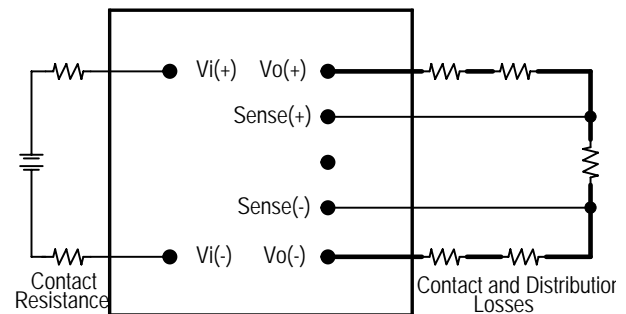 Vi(+) Vo(+)
Sense(+)
Sense(-)
Vi(-) Vo(-)
Contact
Resistance
Contact and Distribution
Losses